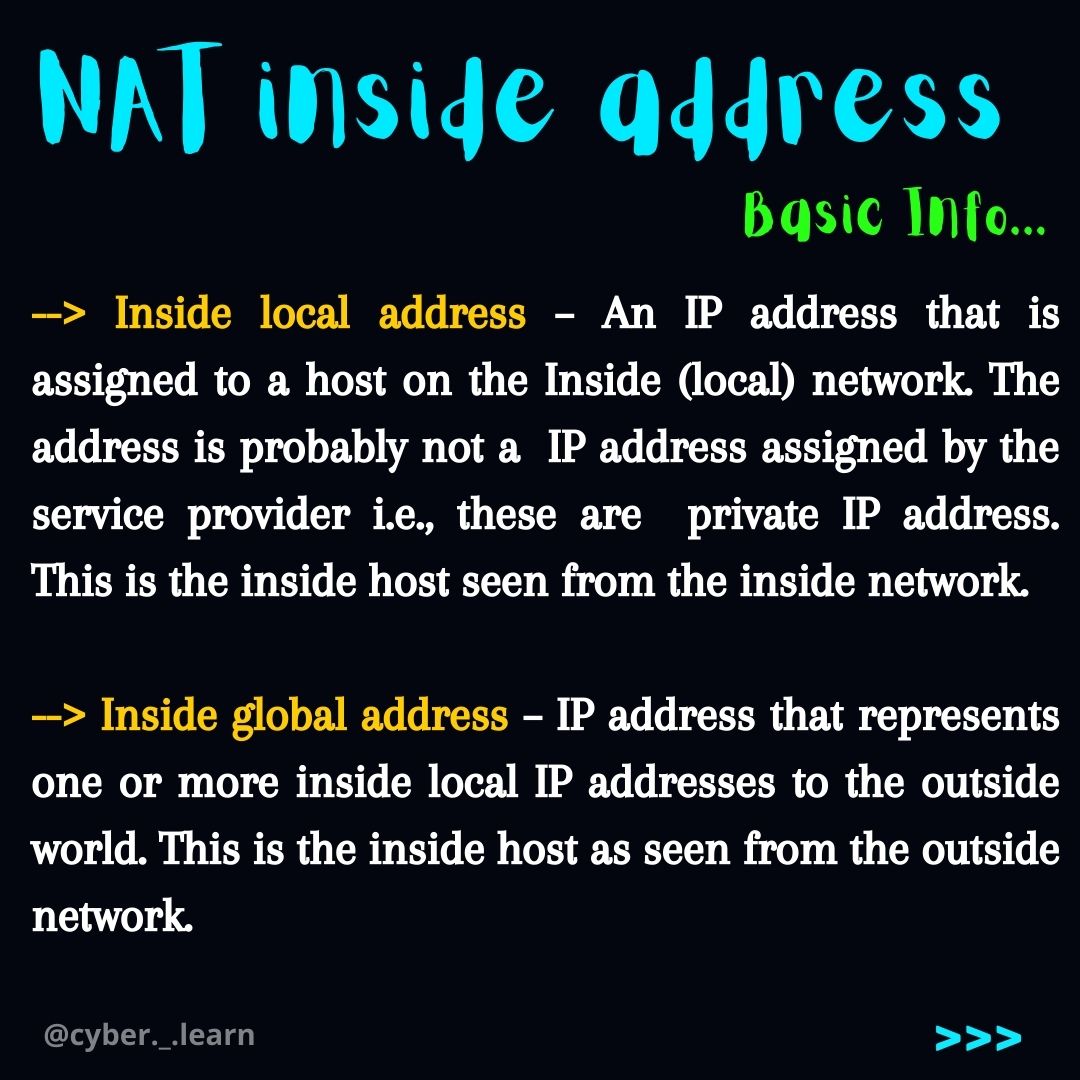 NAT inside address
Basic Info...
--> Inside local address – An IP address that is
assigned to a host on the Inside (local) network. The
address is probably not a IP address assigned by the
service provider i.e., these are private IP address.
This is the inside host seen from the inside network.
--> Inside global address – IP address that represents
one or more inside local IP addresses to the outside
world. This is the inside host as seen from the outside
network.
@cyber._.learn
>>>